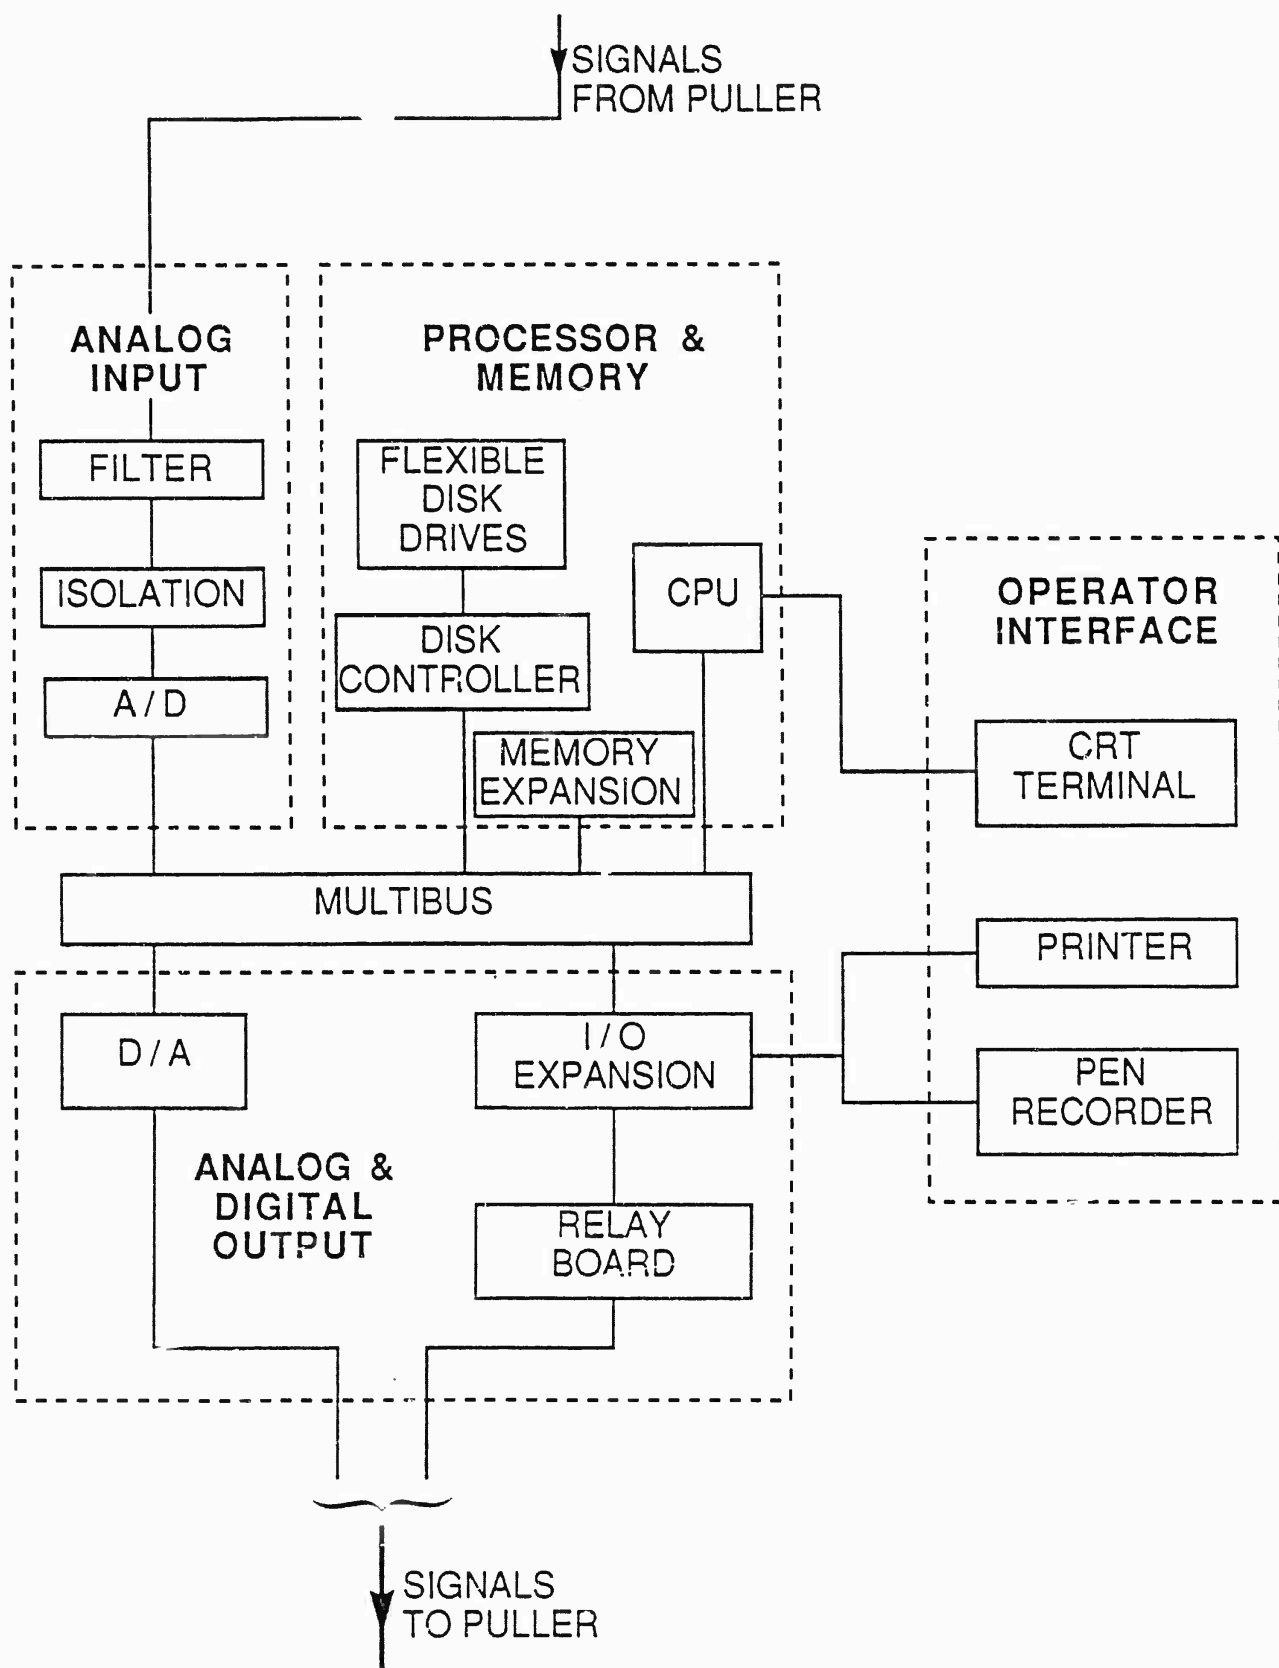 SIGNALS
FROM PULLER
ANALOG
INPUT
FILTER
ISOLATION
A/D
PROCESSOR &
MEMORY
FLEXIBLE
DISK
DRIVES
DISK
CONTROLLER
MEMORY
EXPANSION
CPU
OPERATOR
INTERFACE
CRT
TERMINAL
PRINTER
PEN
RECORDER
MULTIBUS
D/A
I/O
EXPANSION
ANALOG &
DIGITAL
OUTPUT
RELAY
BOARD
SIGNALS
TO PULLER